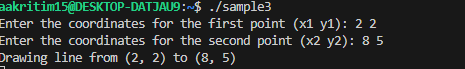 aakritim15@DESKTOP-DATJAU9:~$ ./sample3
Enter the coordinates for the first point (x1 y1): 2 2
Enter the coordinates for the second point (x2 y2): 8 5
Drawing line from (2, 2) to (8, 5)